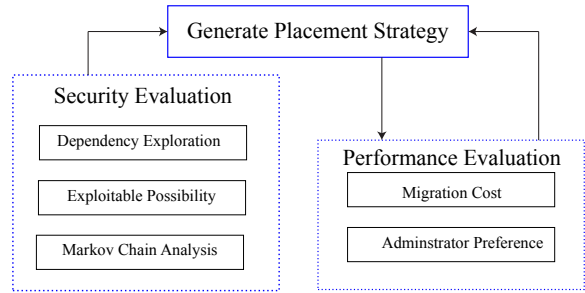 Generate Placement Strategy
Security Evaluation
Dependency Exploration
Exploitable Possibility
Markov Chain Analysis
Performance Evaluation
Migration Cost
Adminstrator Preference